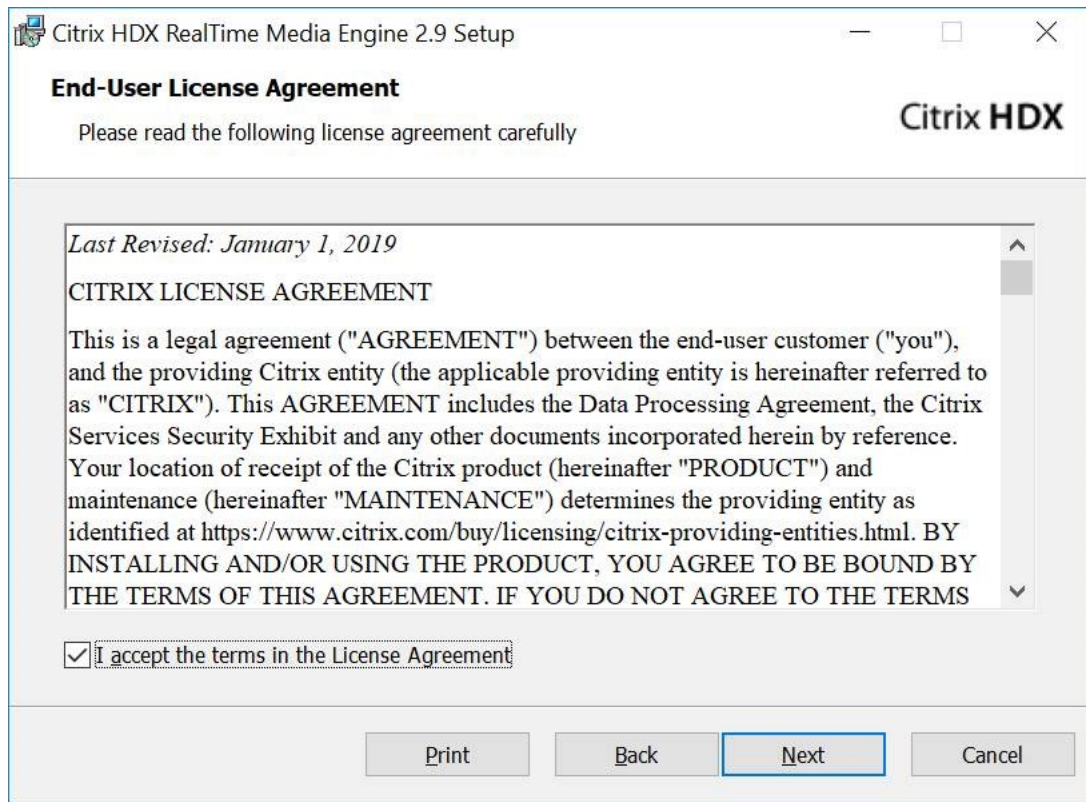 Citrix HDX RealTime Media Engine 2.9 Setup
End-User License Agreement
Please read the following license agreement carefully
Citrix HDX
Last Revised: January 1, 2019
CITRIX LICENSE AGREEMENT
This is a legal agreement ("AGREEMENT") between the end-user customer ("you"),
and the providing Citrix entity (the applicable providing entity is hereinafter referred to
as "CITRIX"). This AGREEMENT includes the Data Processing Agreement, the Citrix
Services Security Exhibit and any other documents incorporated herein by reference.
Your location of receipt of the Citrix product (hereinafter "PRODUCT") and
maintenance (hereinafter "MAINTENANCE") determines the providing entity as
identified at https://www.citrix.com/buy/licensing/citrix-providing-entities.html. BY
INSTALLING AND/OR USING THE PRODUCT, YOU AGREE TO BE BOUND BY
THE TERMS OF THIS AGREEMENT. IF YOU DO NOT AGREE TO THE TERMS
I accept the terms in the License Agreement
Print Back Next Cancel